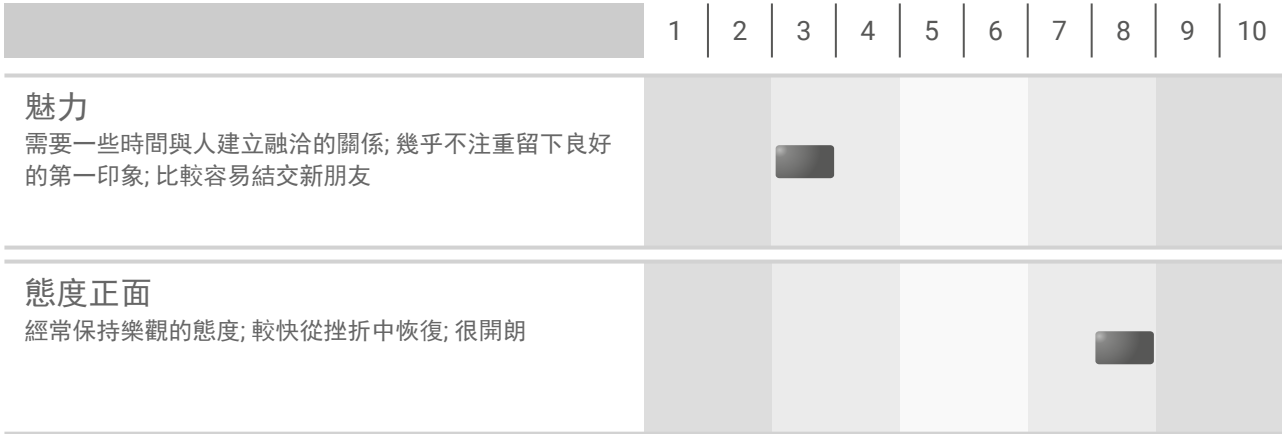 1 2 3 4 5 6 7 8 9 10
魅力
需要一些時間與人建立融洽的關係; 幾乎不注重留下良好
的第一印象; 比較容易結交新朋友
態度正面
經常保持樂觀的態度; 較快從挫折中恢復; 很開朗